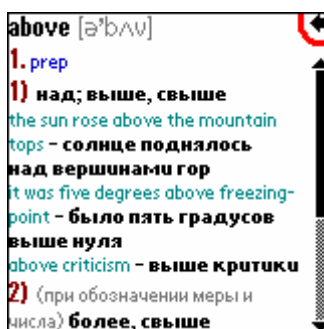 above [ə'bʌv]
1. prep
1) над; выше, свыше
the sun rose above the mountain
tops – солнце поднялось
над вершинами гор
it was five degrees above freezing-
point – было пять градусов
выше нуля
above criticism – выше критики
2) (при обозначении меры и
числа) более, свыше